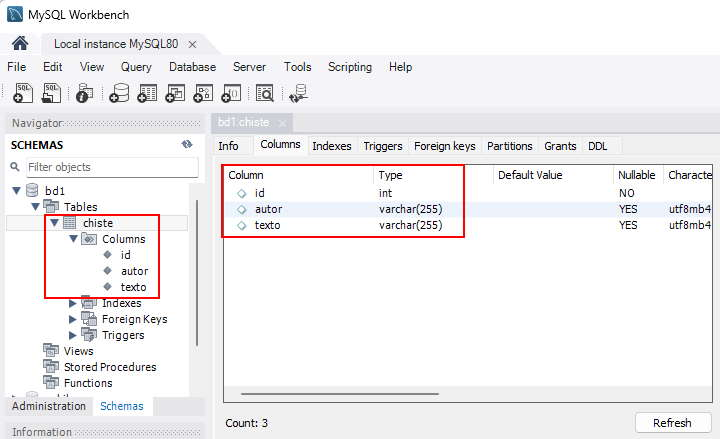 MySQL Workbench
Local instance MySQL80
File Edit View Query Database Server Tools Scripting Help
Navigator
SCHEMAS
Filter objects
bd1
Tables
chiste
Columns
id
autor
texto
Indexes
Foreign Keys
Triggers
Views
Stored Procedures
Functions
Administration Schemas
Information
bd1.chiste
Info Columns Indexes Triggers Foreign keys Partitions Grants DDL
Column Type Default Value Nullable Characte
id int NO
autor varchar(255) YES utf8mb4
texto varchar(255) YES utf8mb4
Count: 3
Refresh